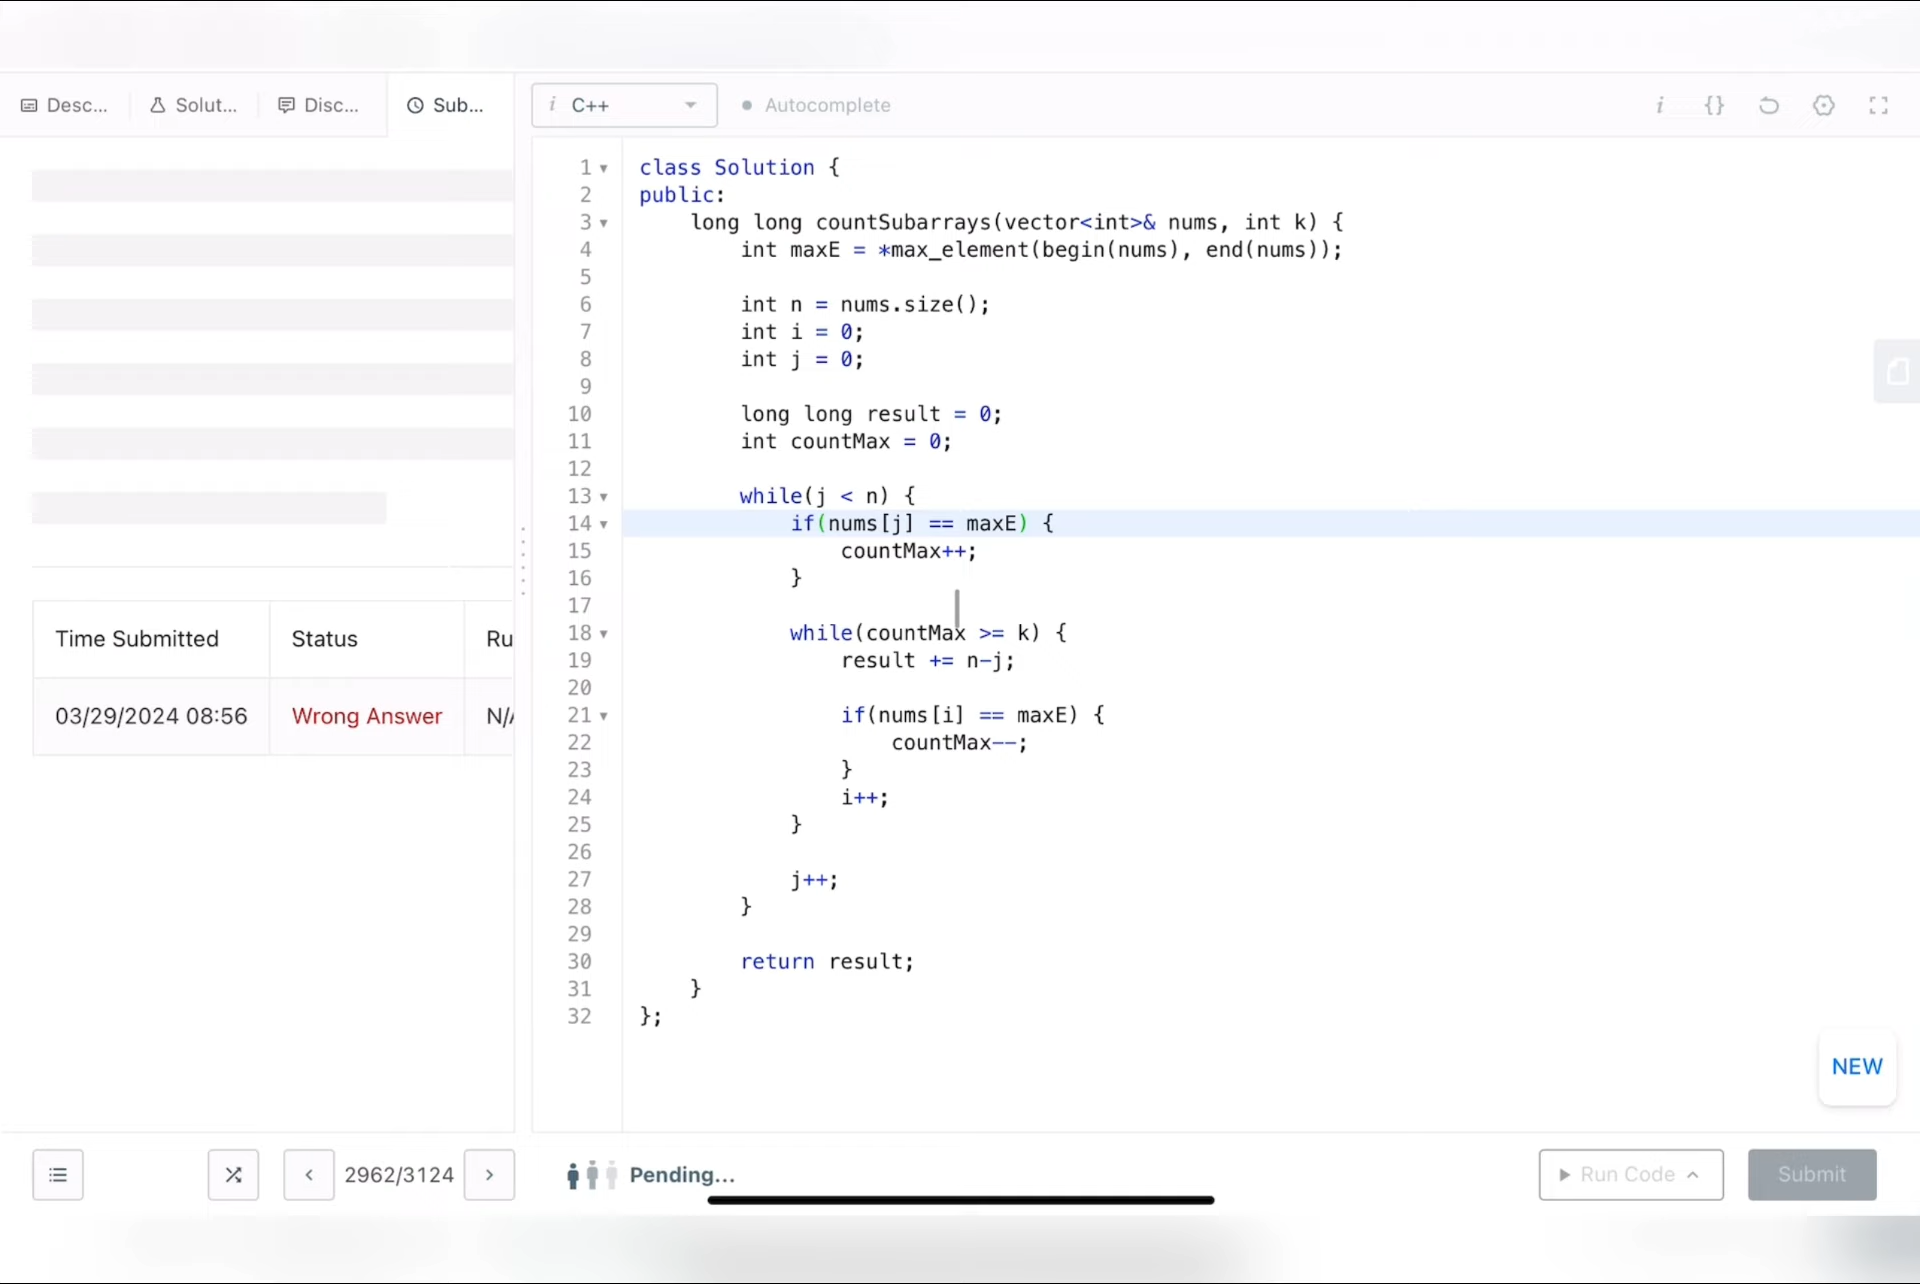 Desc...
Solut...
Disc...
Sub...
i C++
Autocomplete
i {}
1 class Solution {
2 public:
3 long long countSubarrays(vector<int>& nums, int k) {
4 int maxE = *max_element(begin(nums), end(nums));
5
6 int n = nums.size();
7 int i = 0;
8 int j = 0;
9
10 long long result = 0;
11 int countMax = 0;
12
13 while(j < n) {
14 if(nums[j] == maxE) {
15 countMax++;
16 }
17
18 while(countMax >= k) {
19 result += n-j;
20
21 if(nums[i] == maxE) {
22 countMax--;
23 }
24 i++;
25 }
26
27 j++;
28 }
29
30 return result;
31 }
32 };
Time Submitted Status Ru
03/29/2024 08:56 Wrong Answer N/
NEW
2962/3124
Pending...
Run Code
Submit